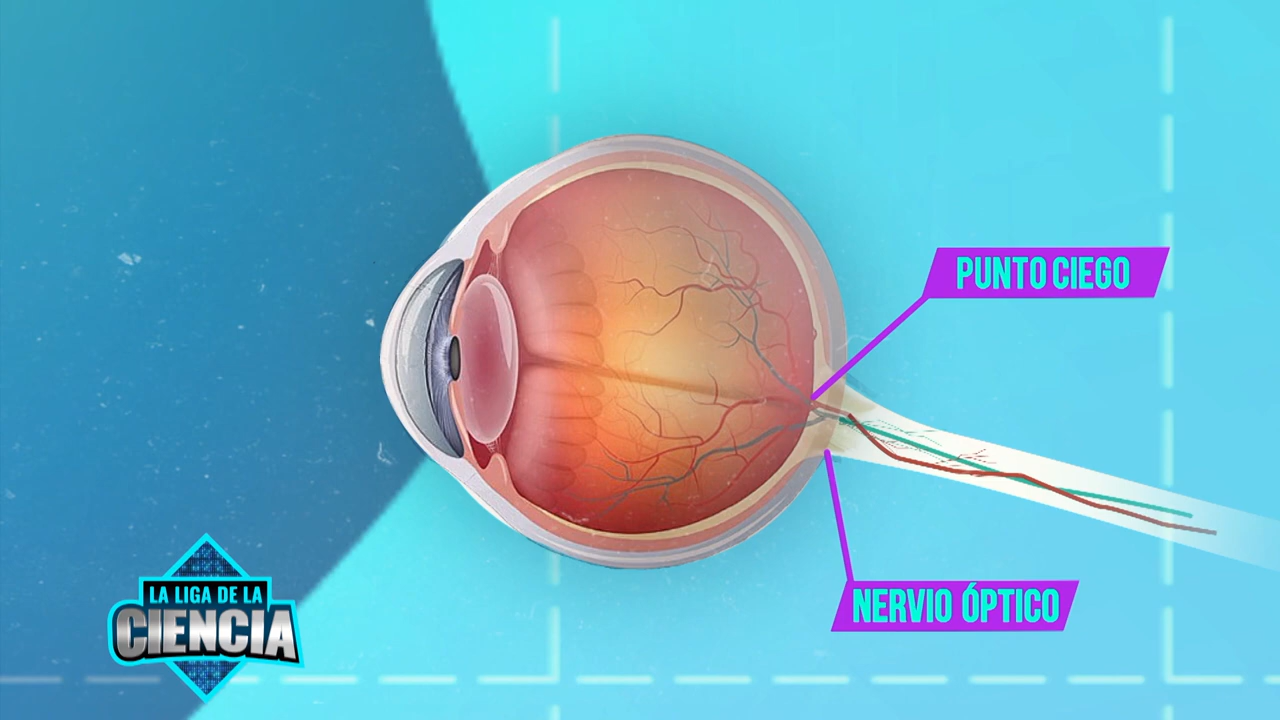 PUNTO CIEGO
NERVIO ÓPTICO
LA LIGA DE LA
CIENCIA